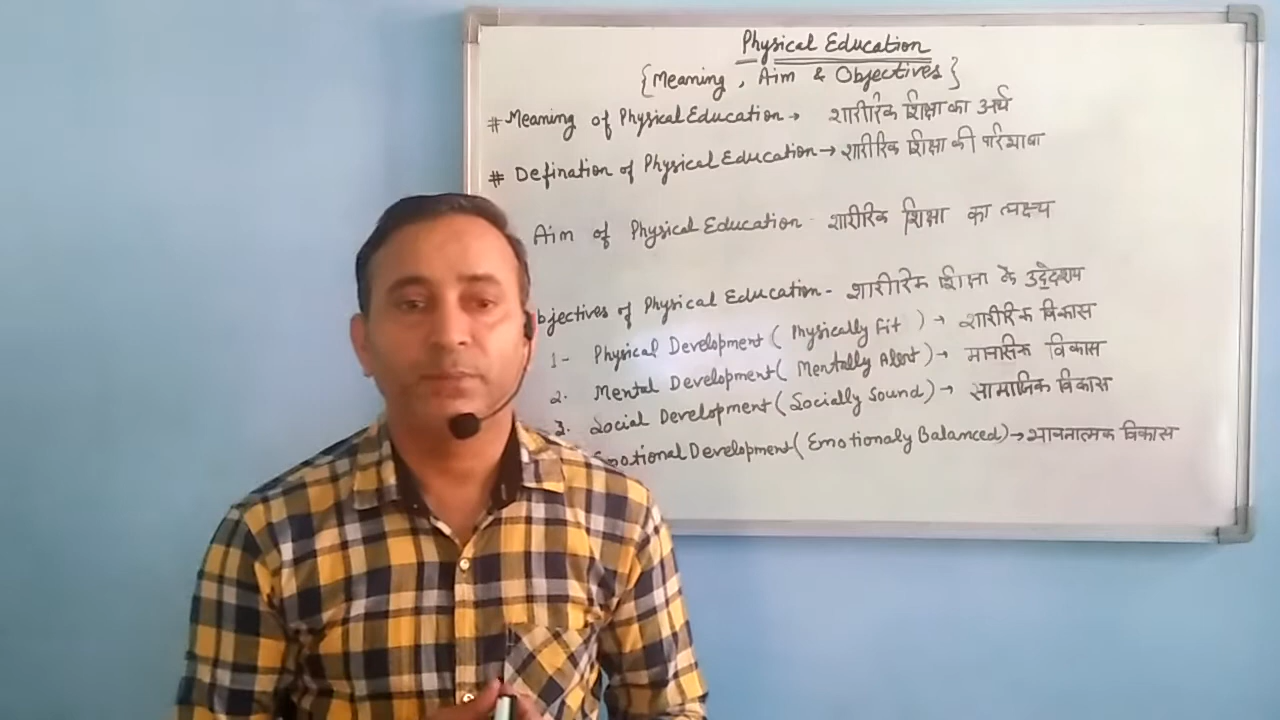 Physical Education
{Meaning, Aim & Objectives}
# Meaning of Physical Education → शारीरिक शिक्षा का अर्थ
# Defination of Physical Education → शारीरिक शिक्षा की परिभाषा
Aim of Physical Education - शारीरिक शिक्षा का लक्ष्य
bjectives of Physical Education - शारीरिक शिक्षा के उद्देश्य
1- Physical Development ( Physically Fit ) → शारीरिक विकास
2. Mental Development ( Mentally Alert ) → मानसिक विकास
3. Social Development ( Socially Sound ) → सामाजिक विकास
motional Development ( Emotionaly Balanced ) → भावनात्मक विकास